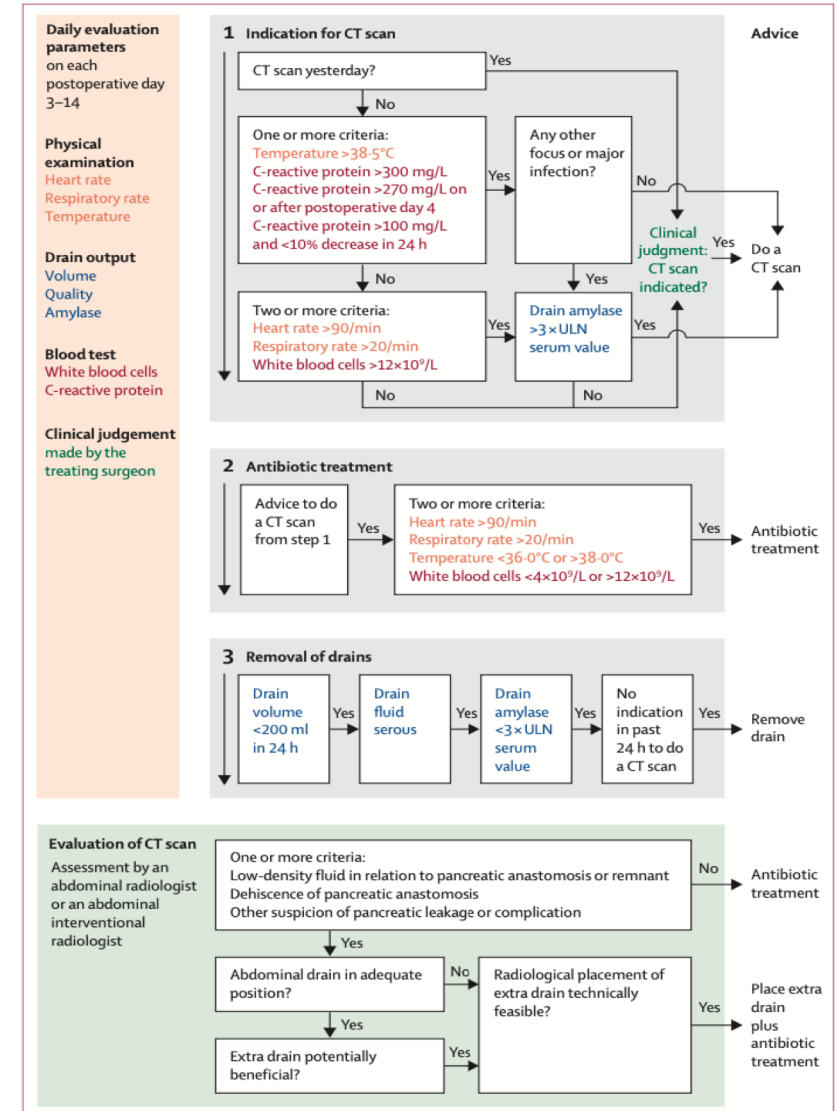 Daily evaluation
parameters
on each
postoperative day
3–14
Physical
examination
Heart rate
Respiratory rate
Temperature
Drain output
Volume
Quality
Amylase
Blood test
White blood cells
C-reactive protein
Clinical judgement
made by the
treating surgeon
1 Indication for CT scan
Advice
CT scan yesterday?
Yes
No
One or more criteria:
Temperature >38·5°C
C-reactive protein >300 mg/L
C-reactive protein >270 mg/L on
or after postoperative day 4
C-reactive protein >100 mg/L
and <10% decrease in 24 h
Yes
Any other
focus or major
infection?
No
Clinical
judgment:
CT scan
indicated?
Yes
Do a
CT scan
No
Yes
Two or more criteria:
Heart rate >90/min
Respiratory rate >20/min
White blood cells >12×10⁹/L
Yes
Drain amylase
>3 × ULN
serum value
Yes
No
No
2 Antibiotic treatment
Advice to do
a CT scan
from step 1
Yes
Two or more criteria:
Heart rate >90/min
Respiratory rate >20/min
Temperature <36·0°C or >38·0°C
White blood cells <4×10⁹/L or >12×10⁹/L
Yes
Antibiotic
treatment
3 Removal of drains
Drain
volume
<200 ml
in 24 h
Yes
Drain
fluid
serous
Yes
Drain
amylase
<3 × ULN
serum
value
Yes
No
indication
in past
24 h to do
a CT scan
Yes
Remove
drain
Evaluation of CT scan
Assessment by an
abdominal radiologist
or an abdominal
interventional
radiologist
One or more criteria:
Low-density fluid in relation to pancreatic anastomosis or remnant
Dehiscence of pancreatic anastomosis
Other suspicion of pancreatic leakage or complication
No
Antibiotic
treatment
Yes
Abdominal drain in adequate
position?
No
Radiological placement of
extra drain technically
feasible?
Yes
Place extra
drain
plus
antibiotic
treatment
Yes
Extra drain potentially
beneficial?
Yes